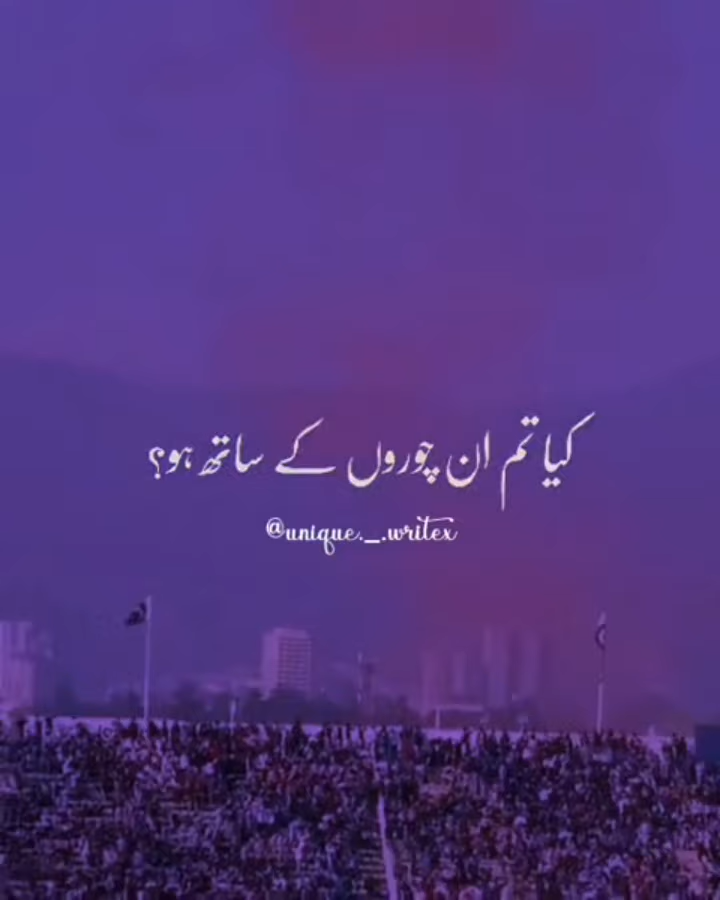 کیا تم ان چوروں کے ساتھ ہو؟
@unique._.writex